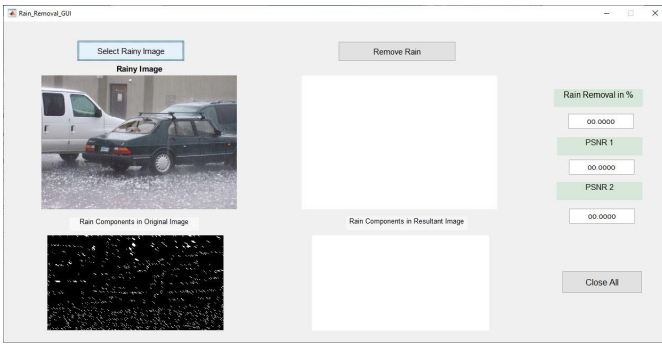 Rain_Removal_GUI
Select Rainy Image
Remove Rain
Rainy Image
Rain Removal in %
00.0000
PSNR 1
00.0000
PSNR 2
00.0000
Rain Components in Original Image
Rain Components in Resultant Image
Close All